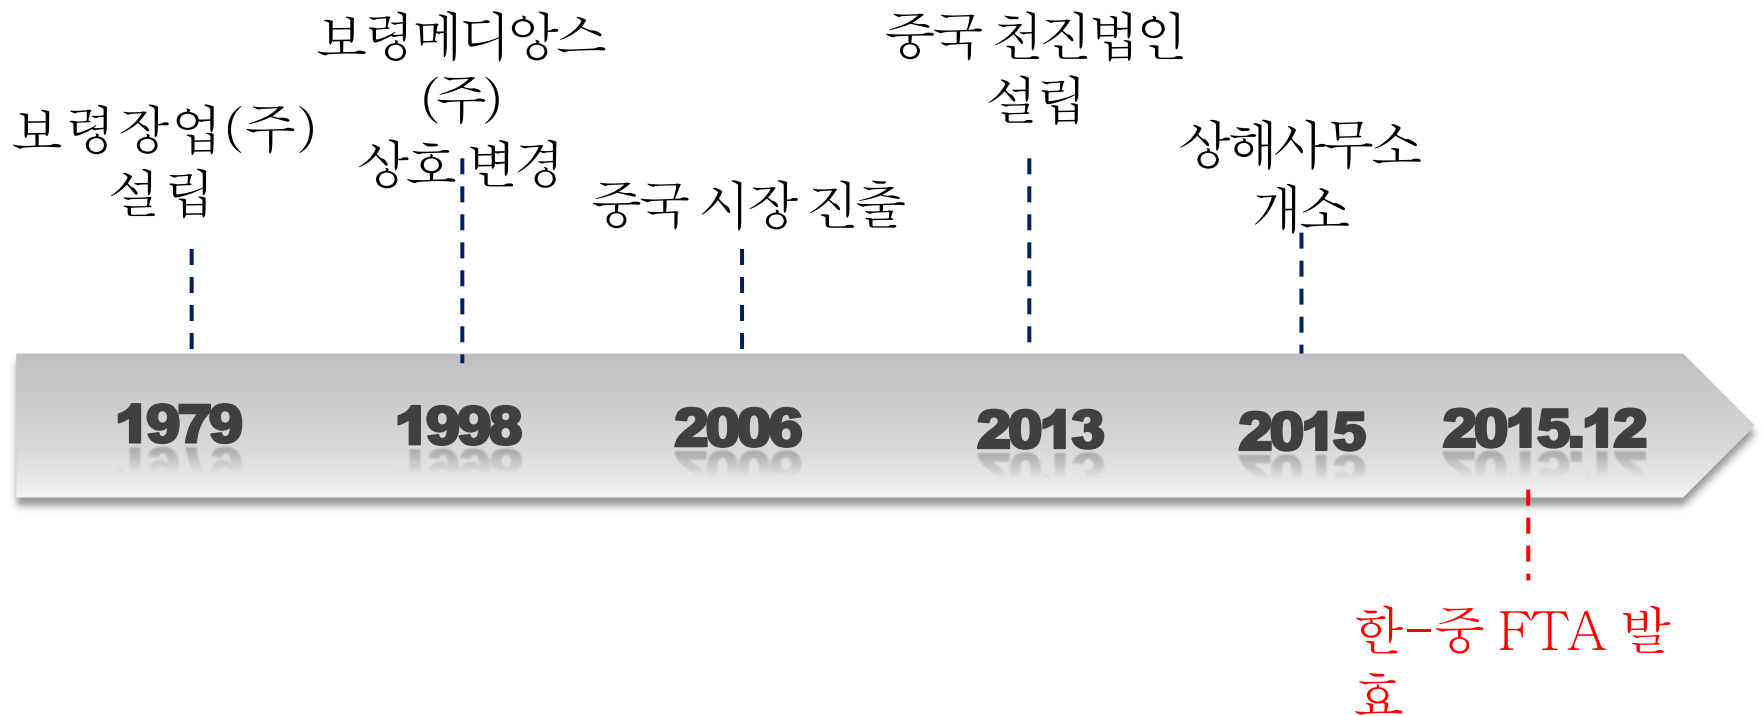 보령장업(주)
설립
보령메디앙스
(주)
상호 변경
중국 시장 진출
중국 천진법인
설립
상해사무소
개소
1979
1998
2006
2013
2015
2015.12
한-중 FTA 발
효